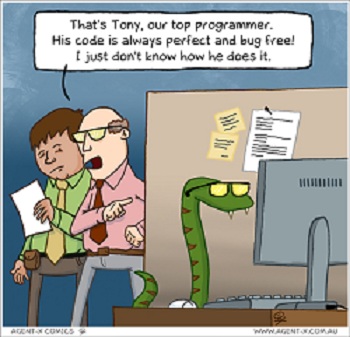 That's Tony, our top programmer.
His code is always perfect and bug free!
I just don't know how he does it.
AGENT-X COMICS
WWW.AGENT-X.COM.AU